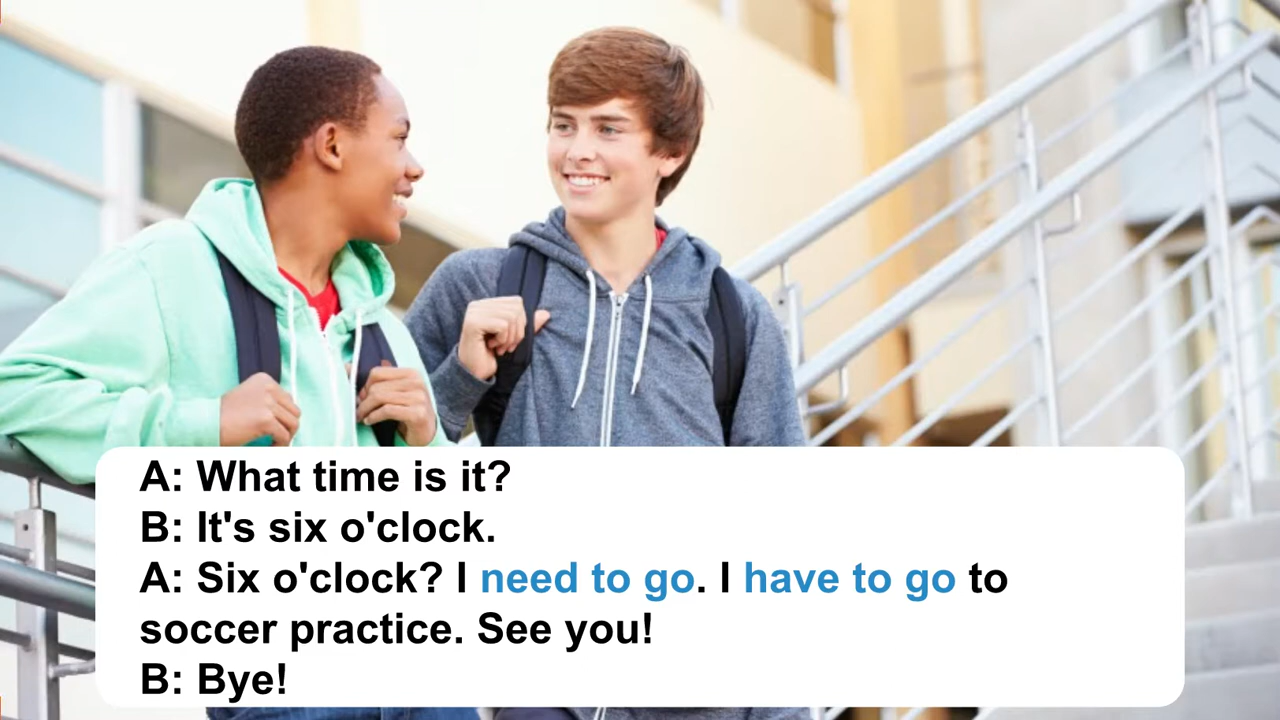 A: What time is it?
B: It's six o'clock.
A: Six o'clock? I need to go. I have to go to
soccer practice. See you!
B: Bye!